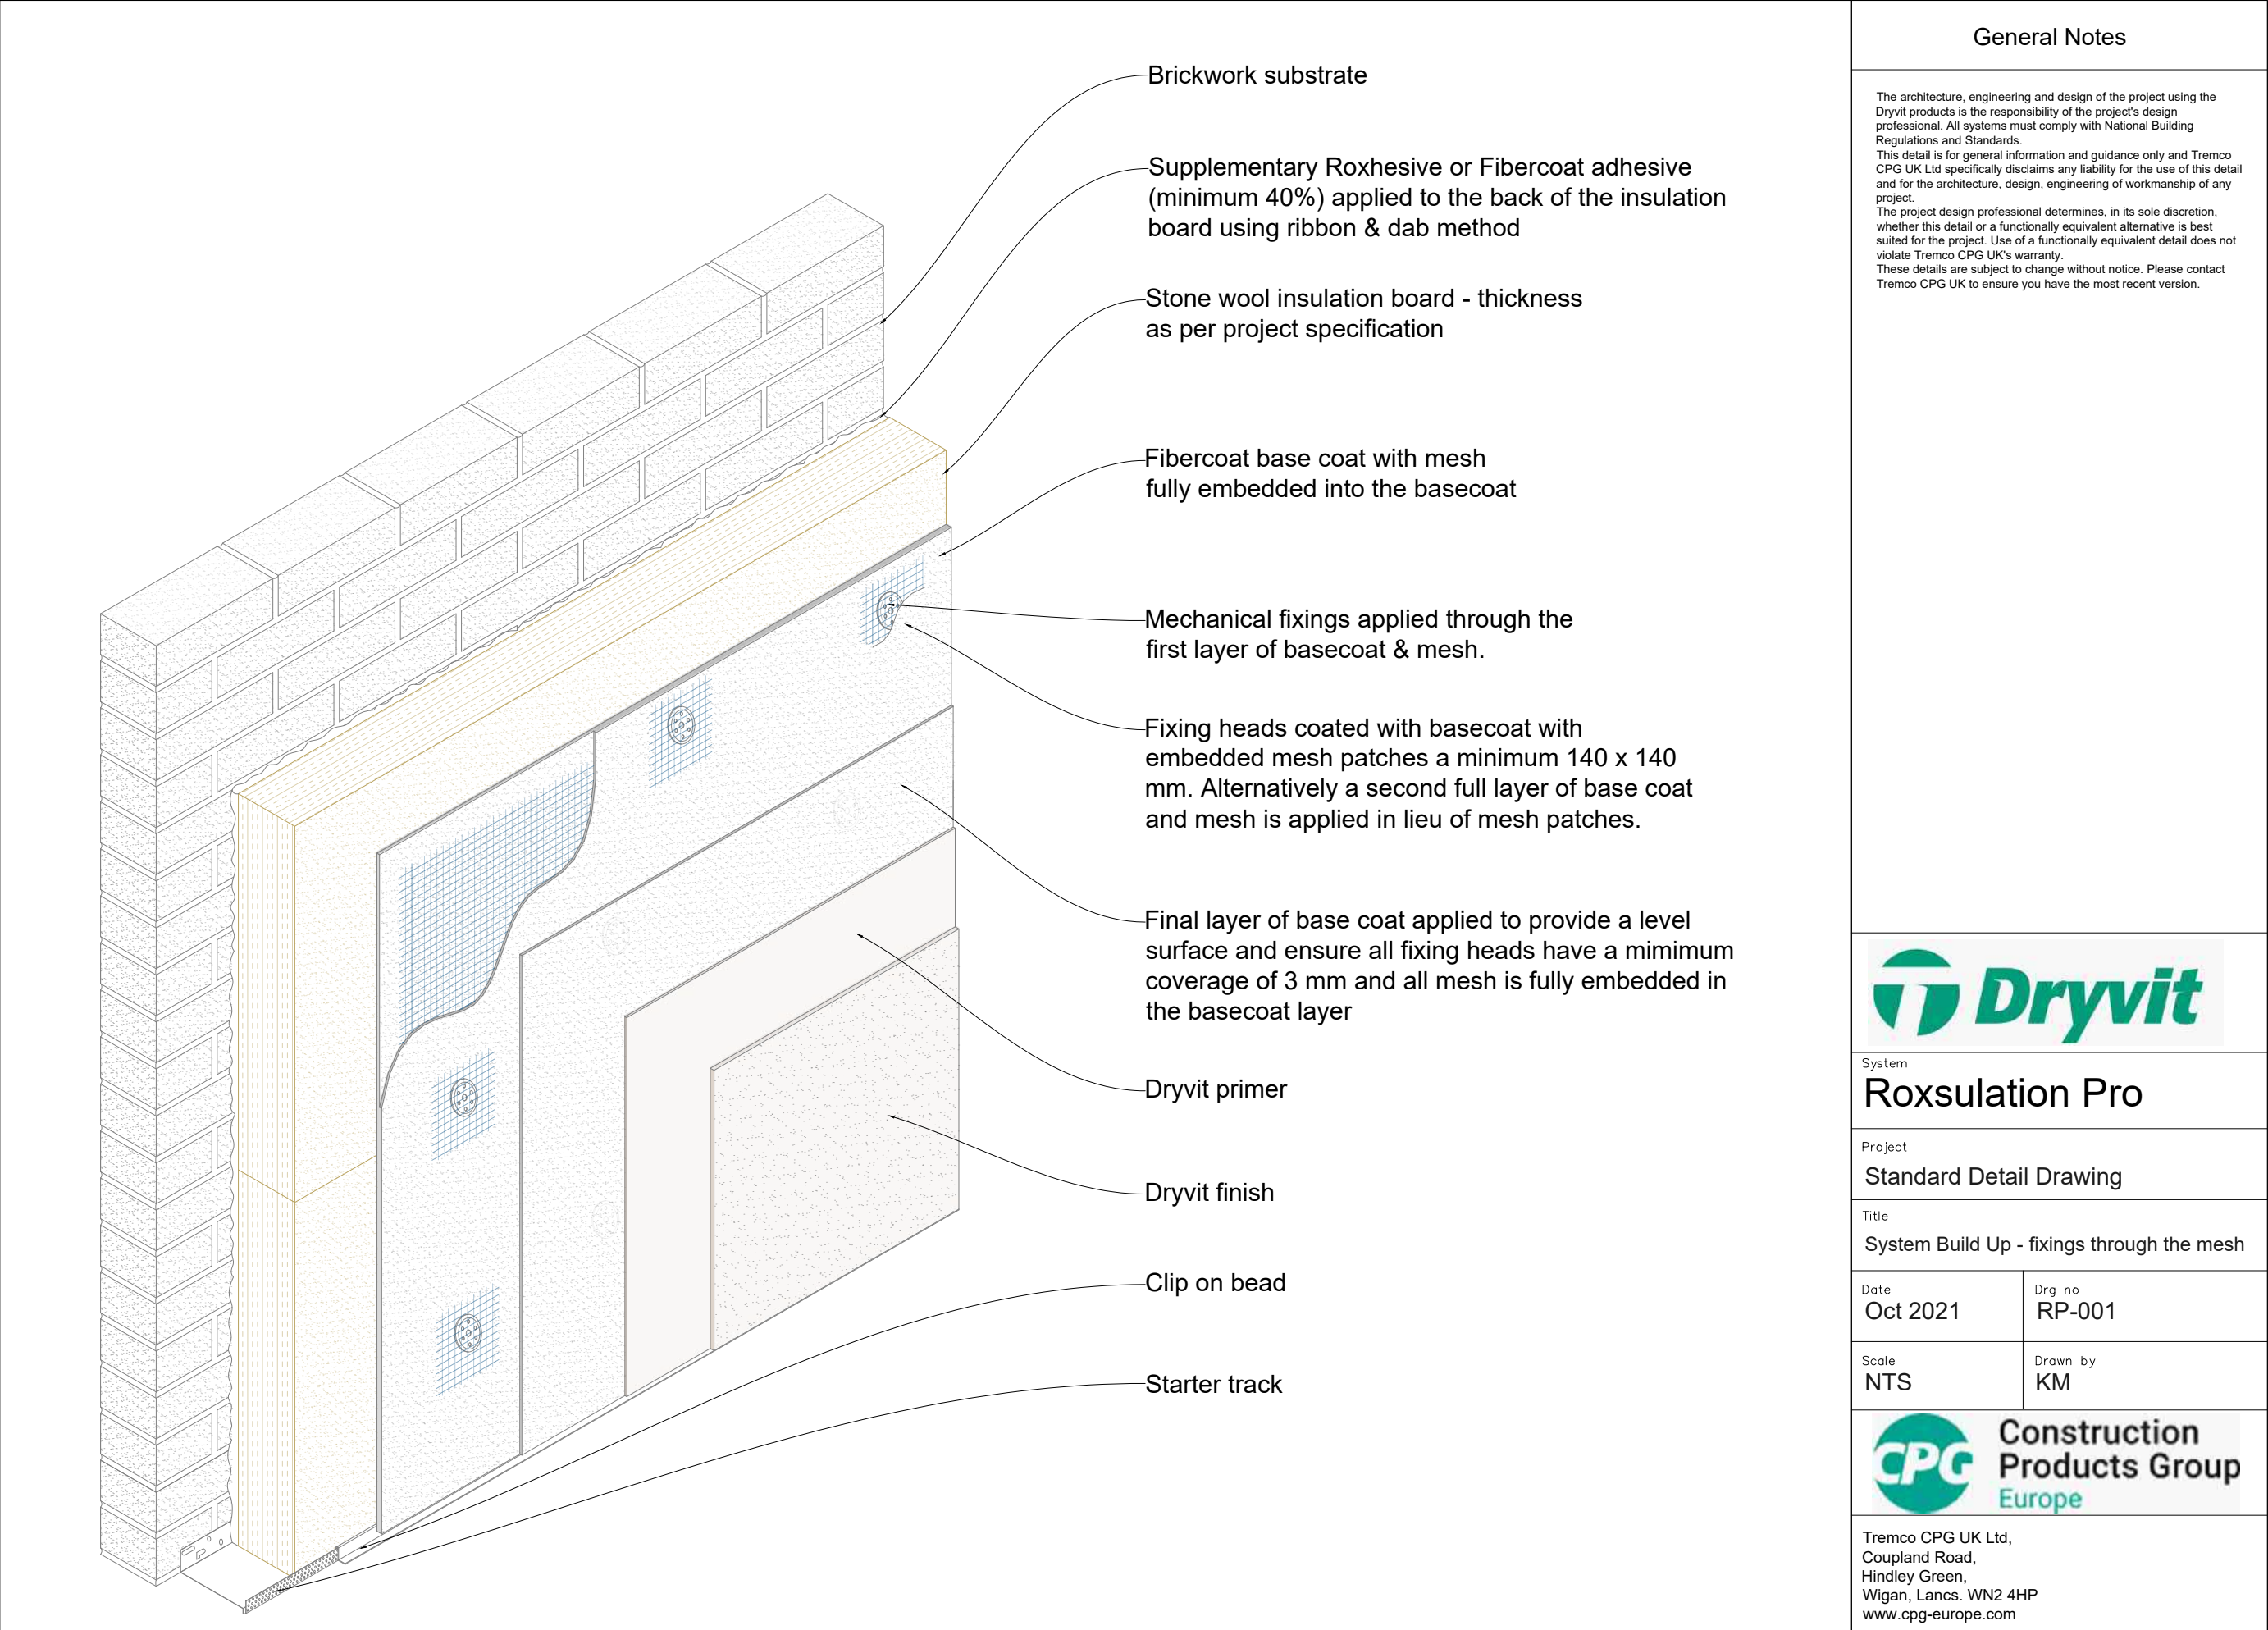 Brickwork substrate
Supplementary Roxhesive or Fibercoat adhesive
(minimum 40%) applied to the back of the insulation
board using ribbon & dab method
Stone wool insulation board - thickness
as per project specification
Fibercoat base coat with mesh
fully embedded into the basecoat
Mechanical fixings applied through the
first layer of basecoat & mesh.
Fixing heads coated with basecoat with
embedded mesh patches a minimum 140 x 140
mm. Alternatively a second full layer of base coat
and mesh is applied in lieu of mesh patches.
Final layer of base coat applied to provide a level
surface and ensure all fixing heads have a mimimum
coverage of 3 mm and all mesh is fully embedded in
the basecoat layer
Dryvit primer
Dryvit finish
Clip on bead
Starter track
General Notes
The architecture, engineering and design of the project using the
Dryvit products is the responsibility of the project's design
professional. All systems must comply with National Building
Regulations and Standards.
This detail is for general information and guidance only and Tremco
CPG UK Ltd specifically disclaims any liability for the use of this detail
and for the architecture, design, engineering of workmanship of any
project.
The project design professional determines, in its sole discretion,
whether this detail or a functionally equivalent alternative is best
suited for the project. Use of a functionally equivalent detail does not
violate Tremco CPG UK's warranty.
These details are subject to change without notice. Please contact
Tremco CPG UK to ensure you have the most recent version.
Dryvit
System
Roxsulation Pro
Project
Standard Detail Drawing
Title
System Build Up - fixings through the mesh
Date
Oct 2021
Drg no
RP-001
Scale
NTS
Drawn by
KM
CPG
Construction
Products Group
Europe
Tremco CPG UK Ltd,
Coupland Road,
Hindley Green,
Wigan, Lancs. WN2 4HP
www.cpg-europe.com